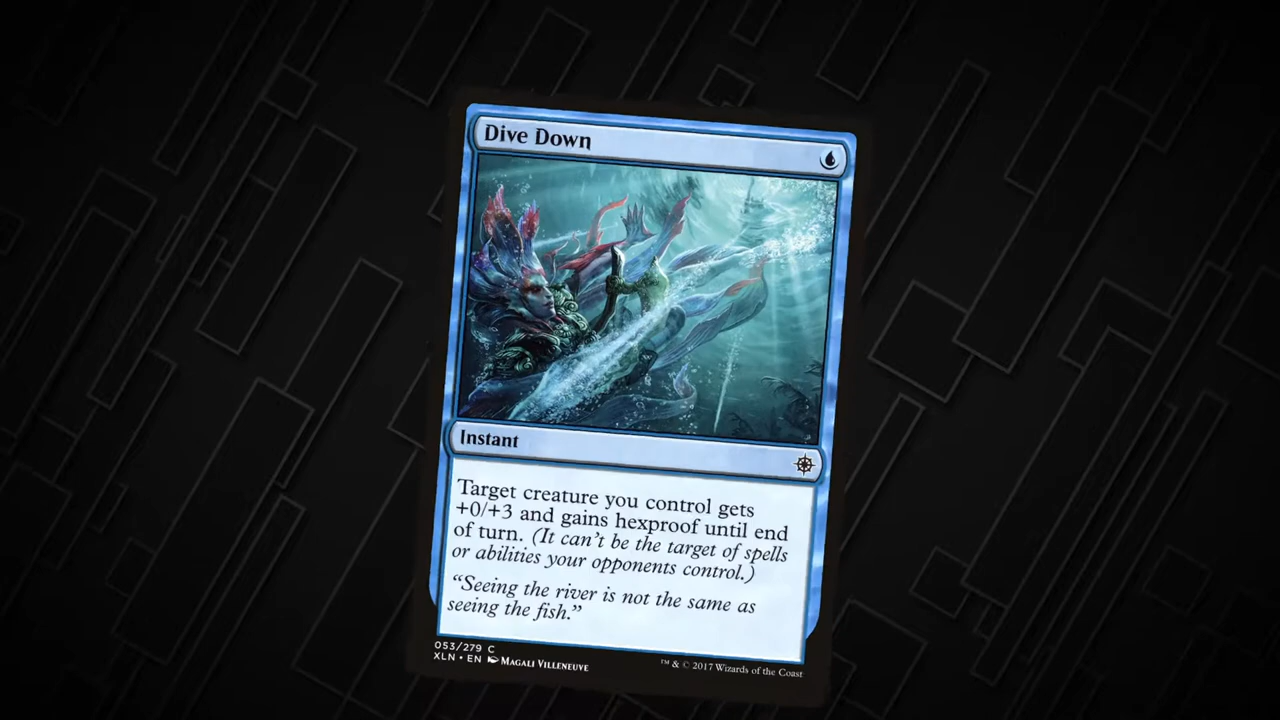 Dive Down
Instant
Target creature you control gets
+0/+3 and gains hexproof until end
of turn. (It can't be the target of spells
or abilities your opponents control.)
"Seeing the river is not the same as
seeing the fish."
053/279 C
XLN • EN Magali Villeneuve
™ & © 2017 Wizards of the Coast